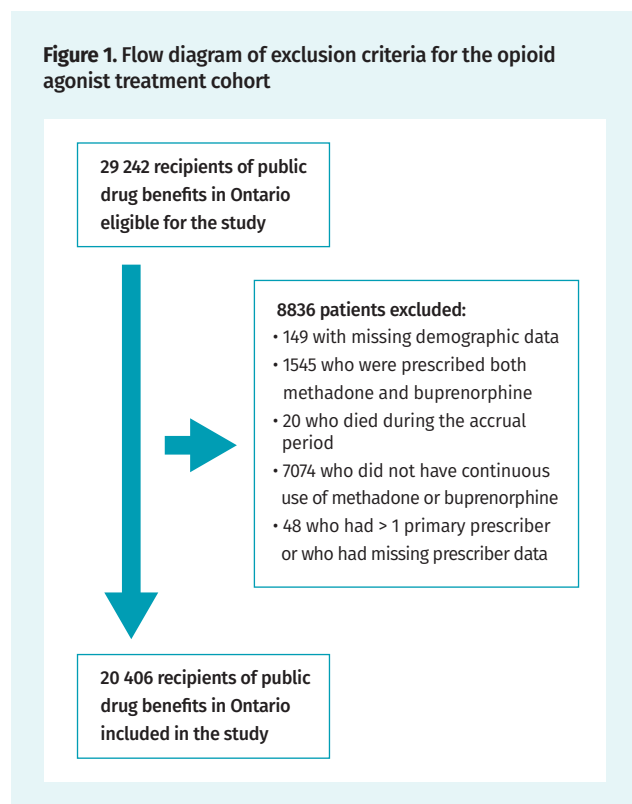 Figure 1. Flow diagram of exclusion criteria for the opioid
agonist treatment cohort
29 242 recipients of public
drug benefits in Ontario
eligible for the study
8836 patients excluded:
• 149 with missing demographic data
• 1545 who were prescribed both
methadone and buprenorphine
• 20 who died during the accrual
period
• 7074 who did not have continuous
use of methadone or buprenorphine
• 48 who had > 1 primary prescriber
or who had missing prescriber data
20 406 recipients of public
drug benefits in Ontario
included in the study